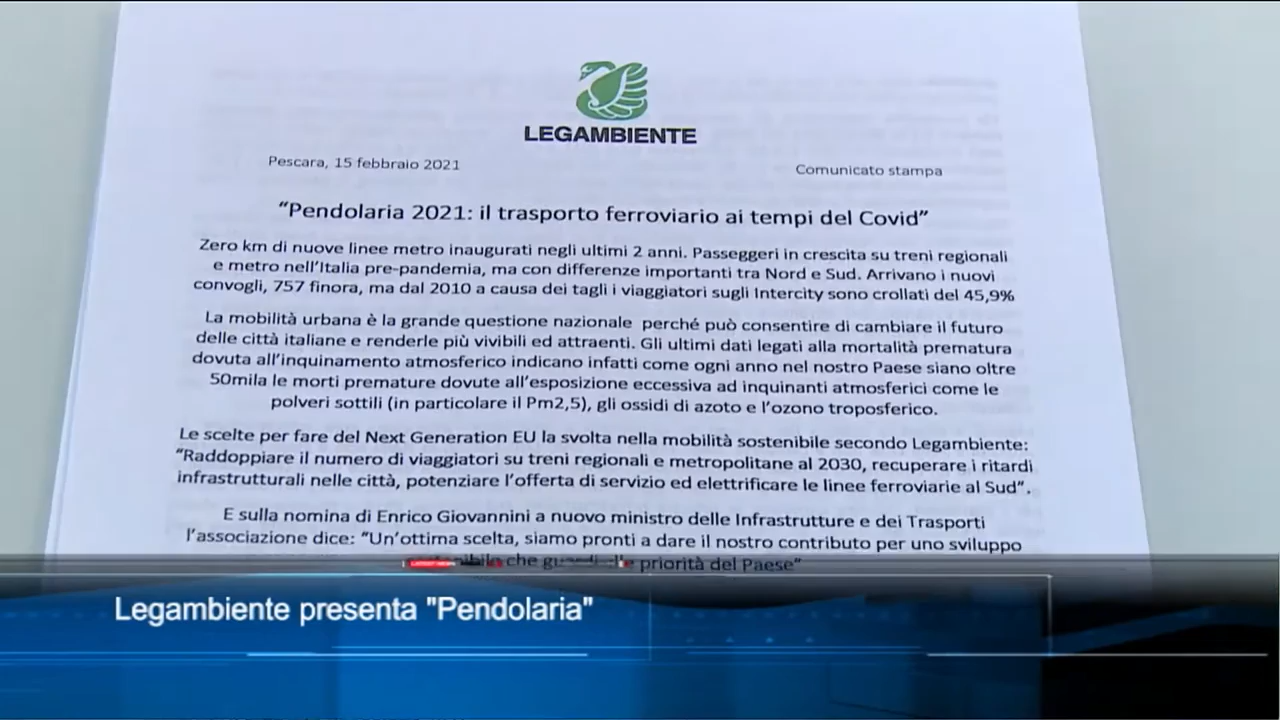 LEGAMBIENTE
Pescara, 15 febbraio 2021
Comunicato stampa
“Pendolaria 2021: il trasporto ferroviario ai tempi del Covid”
Zero km di nuove linee metro inaugurati negli ultimi 2 anni. Passeggeri in crescita su treni regionali
e metro nell’Italia pre-pandemia, ma con differenze importanti tra Nord e Sud. Arrivano i nuovi
convogli, 757 finora, ma dal 2010 a causa dei tagli i viaggiatori sugli Intercity sono crollati del 45,9%
La mobilità urbana è la grande questione nazionale perché può consentire di cambiare il futuro
delle città italiane e renderle più vivibili ed attraenti. Gli ultimi dati legati alla mortalità prematura
dovuta all’inquinamento atmosferico indicano infatti come ogni anno nel nostro Paese siano oltre
50mila le morti premature dovute all’esposizione eccessiva ad inquinanti atmosferici come le
polveri sottili (in particolare il Pm2,5), gli ossidi di azoto e l’ozono troposferico.
Le scelte per fare del Next Generation EU la svolta nella mobilità sostenibile secondo Legambiente:
“Raddoppiare il numero di viaggiatori su treni regionali e metropolitane al 2030, recuperare i ritardi
infrastrutturali nelle città, potenziare l’offerta di servizio ed elettrificare le linee ferroviarie al Sud”.
E sulla nomina di Enrico Giovannini a nuovo ministro delle Infrastrutture e dei Trasporti
l’associazione dice: “Un’ottima scelta, siamo pronti a dare il nostro contributo per uno sviluppo
che priorità del Paese”
LATEST NEWS
Legambiente presenta "Pendolaria"